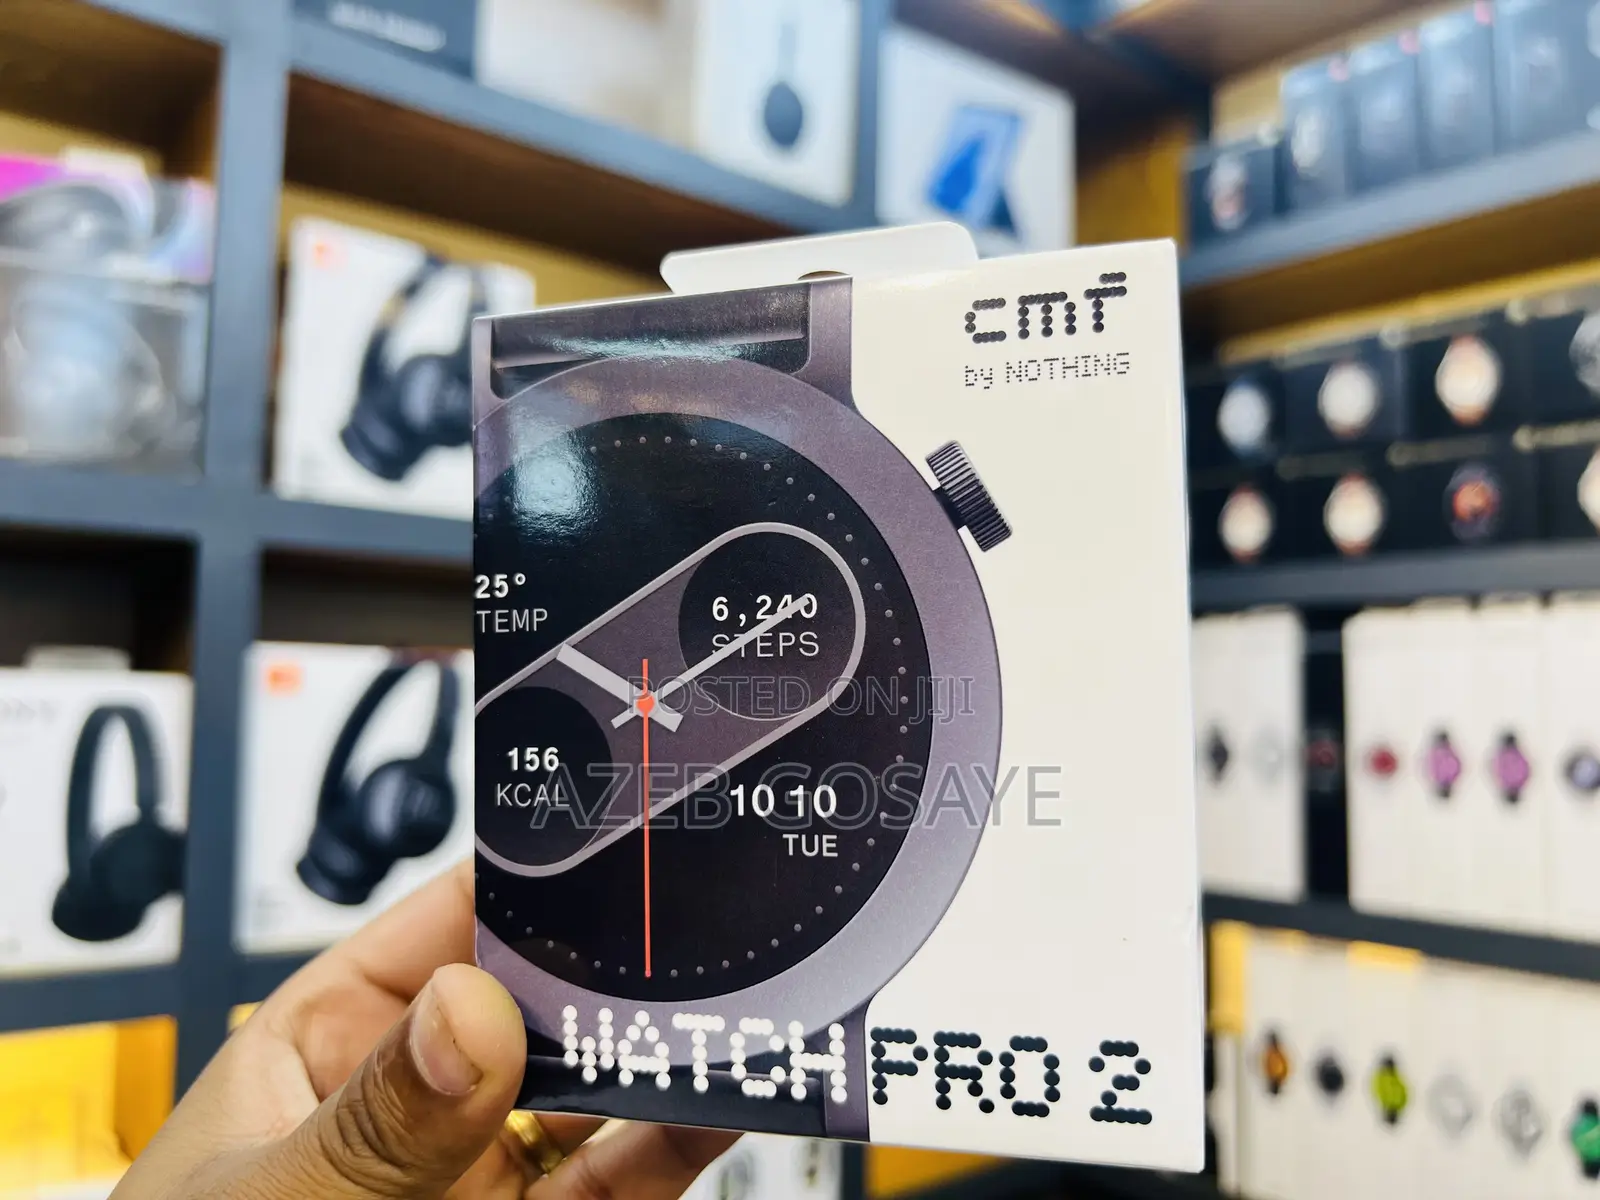 cmf
by NOTHING
25°
TEMP
6,240
STEPS
POSTED ON JIJI
156
KCAL
AZEB GOSAYE
10 10
TUE
WATCH PRO 2